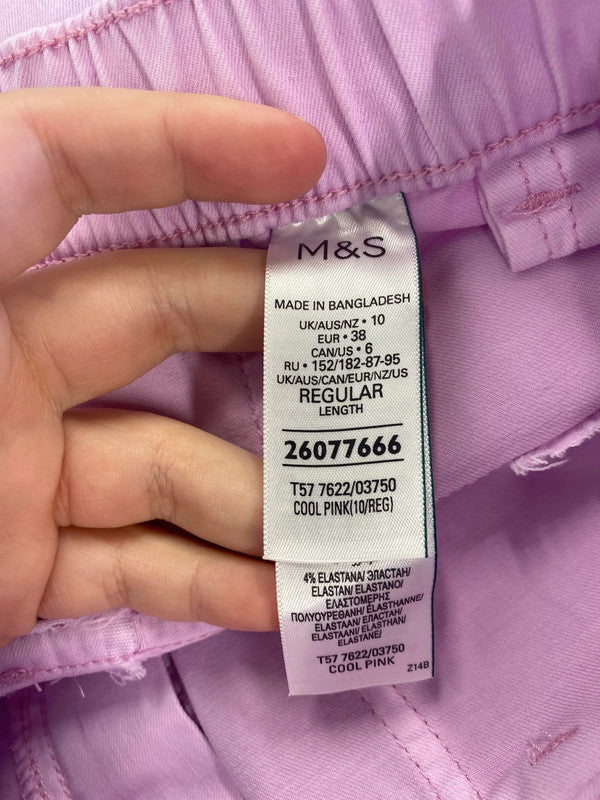 M&S
MADE IN BANGLADESH
UK/AUS/NZ • 10
EUR • 38
CAN/US • 6
RU • 152/182-87-95
UK/AUS/CAN/EUR/NZ/US
REGULAR
LENGTH
26077666
T57 7622/03750
COOL PINK(10/REG)
4% ELASTANA/ ЭЛАСТАН/
ELASTAN/ ELASTANO/
ΕΛΑΣΤΟΜΕΡΗΣ
ΠΟΛΥΟΥΡΕΘΑΝΗ/ ELASTHANNE/
ELASTAAN/ ELASTAN/
ELASTAANI/ ELASTHAN/
ELASTANE/
T57 7622/03750
COOL PINK
Z14B